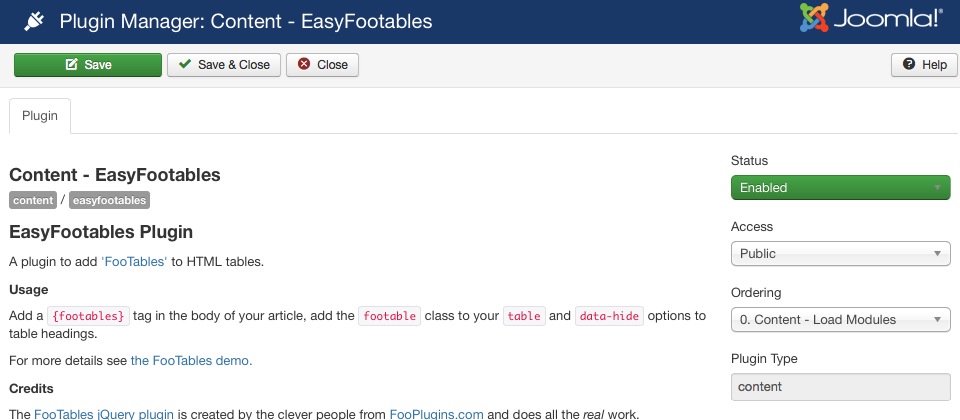 Plugin Manager: Content - EasyFootables
Joomla!®
Save
Save & Close
Close
Help
Plugin
Content - EasyFootables
content / easyfootables
EasyFootables Plugin
A plugin to add 'FooTables' to HTML tables.
Usage
Add a {footables} tag in the body of your article, add the footable class to your table and data-hide options to
table headings.
For more details see the FooTables demo.
Credits
The FooTables jQuery plugin is created by the clever people from FooPlugins.com and does all the real work.
Status
Enabled
Access
Public
Ordering
0. Content - Load Modules
Plugin Type
content